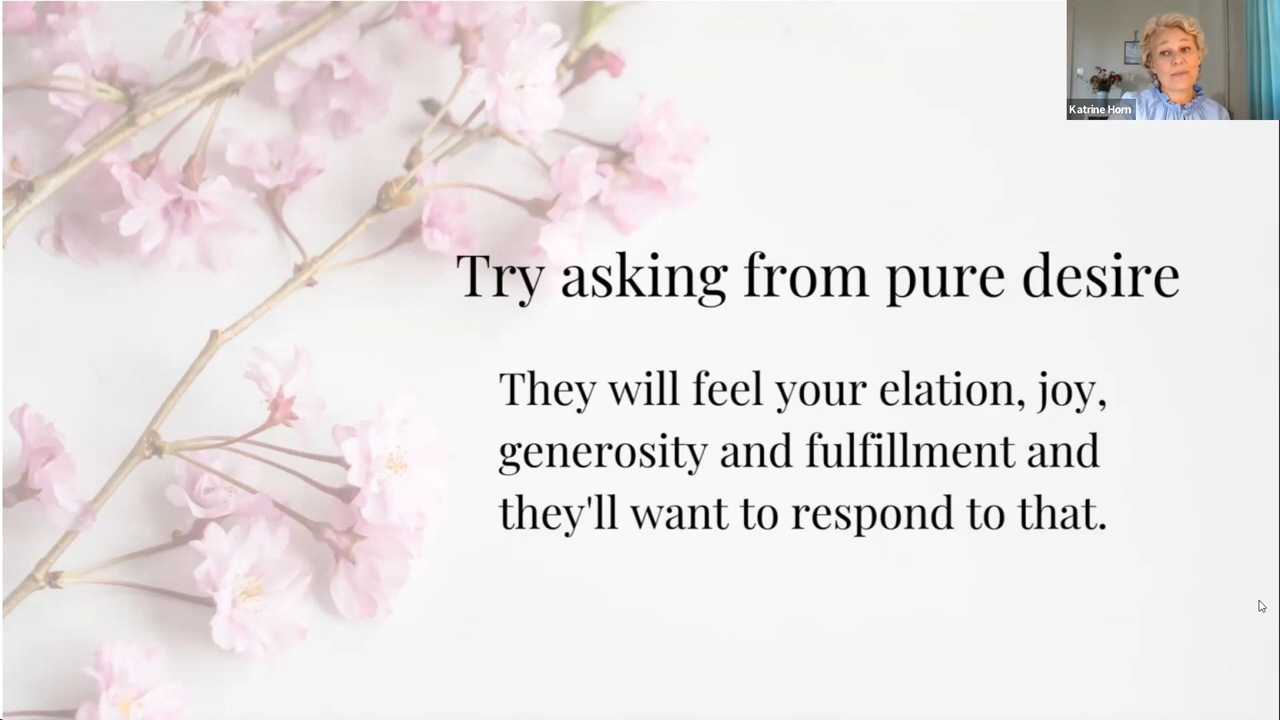 Katrine Horn
Try asking from pure desire
They will feel your elation, joy,
generosity and fulfillment and
they'll want to respond to that.